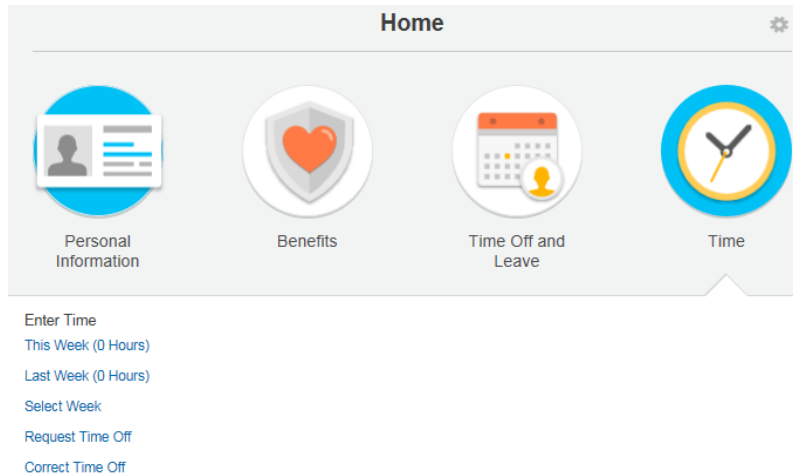 Home
Personal
Information
Benefits
Time Off and
Leave
Time
Enter Time
This Week (0 Hours)
Last Week (0 Hours)
Select Week
Request Time Off
Correct Time Off